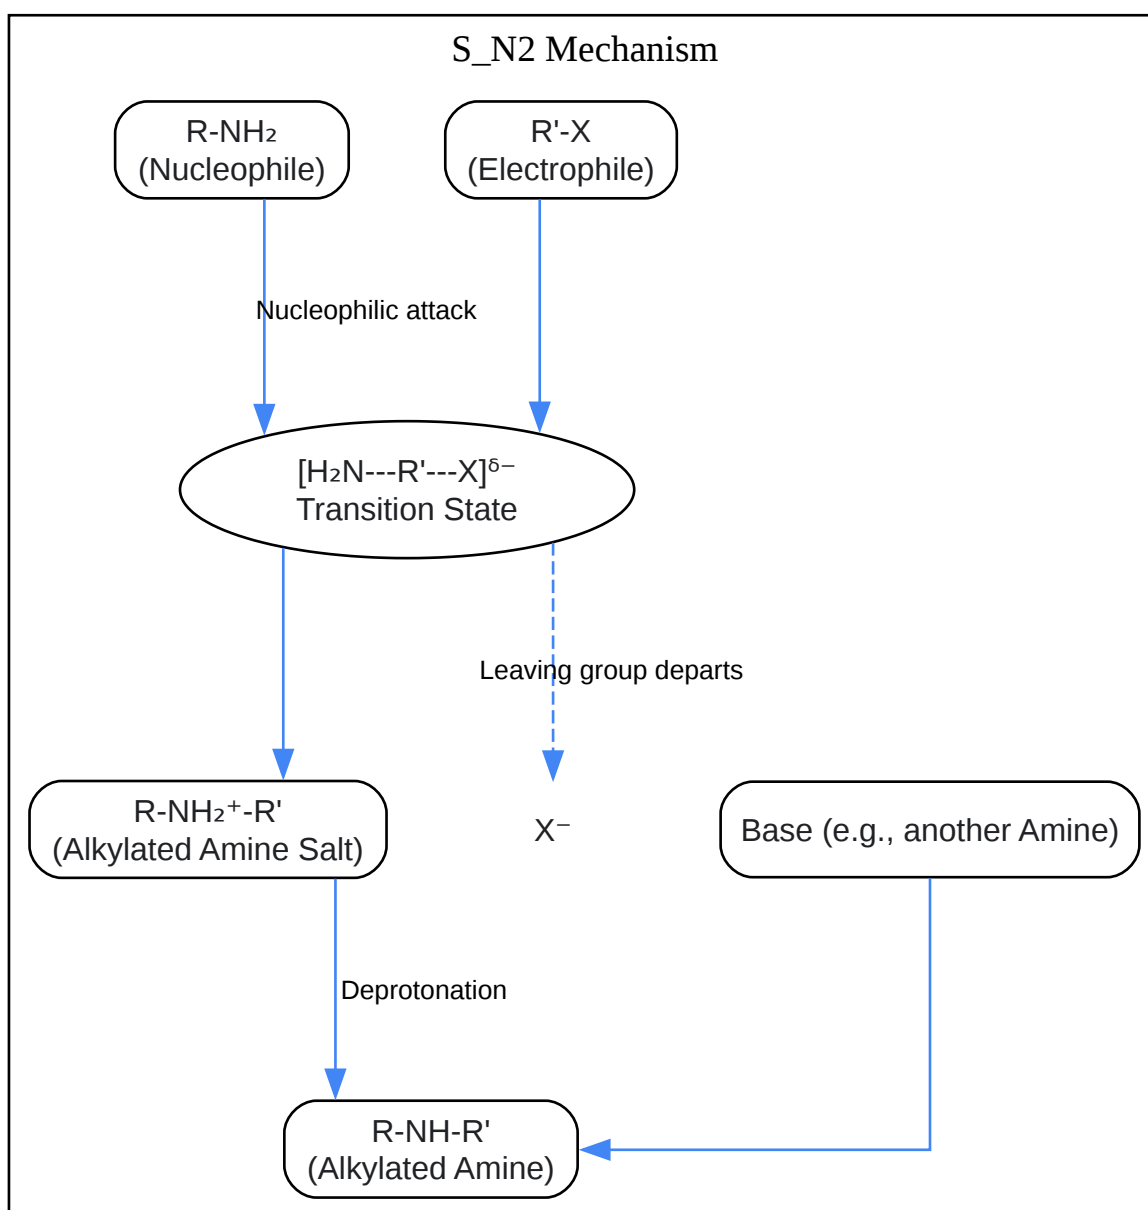 S_N2 Mechanism
R-NH₂
(Nucleophile)
R'-X
(Electrophile)
Nucleophilic attack
[H₂N---R'---X]ᵟ⁻
Transition State
Leaving group departs
R-NH₂⁺-R'
(Alkylated Amine Salt)
X⁻
Base (e.g., another Amine)
Deprotonation
R-NH-R'
(Alkylated Amine)